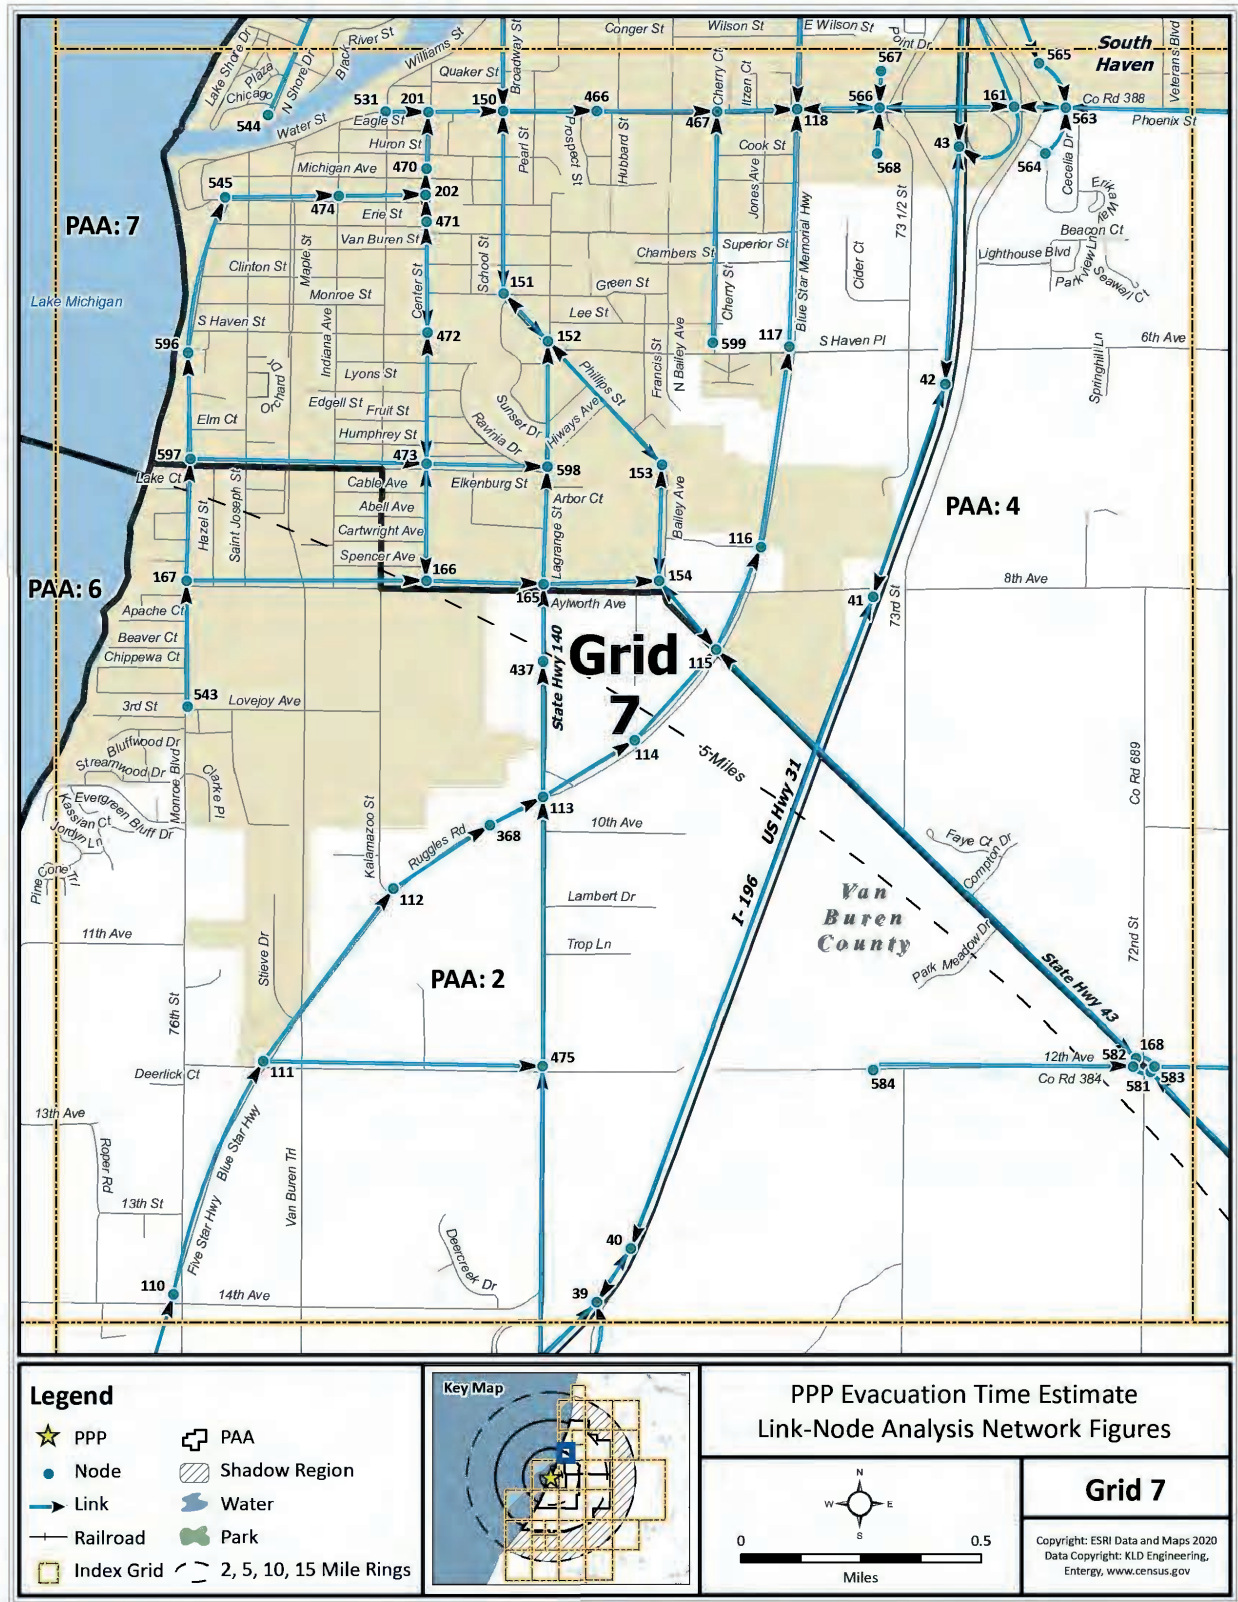 Lake Shore Dr
Plaza
Chicago
N Shore Dr
Black
River St
Williams St
Quaker St
Broadway St
Conger St
Wilson St
E Wilson St
Point Dr
South
Haven
Veterans Blvd
567
565
Cherry Ct
Itzen Ct
544
Water St
531
201
150
466
467
118
566
161
Co Rd 388
563
Phoenix St
Eagle St
Huron St
Michigan Ave
470
Pearl St
Prospect St
Hubbard St
Cook St
Jones Ave
568
43
564
Cecelia Dr
Erika Way
545
474
202
471
Erie St
Van Buren St
PAA: 7
Lake Michigan
Clinton St
Maple St
Monroe St
Center St
School St
Chambers St
Superior St
Blue Star Memorial Hwy
Cider Ct
73 1/2 St
Beacon Ct
Lighthouse Blvd
Parkview Ln
Seawell Ct
151
Green St
Lee St
Cherry St
S Haven St
596
472
152
599
117
S Haven Pl
6th Ave
Indiana Ave
Lyons St
Orchard Dr
Phillips St
Francis St
N Bailey Ave
42
Springhill Ln
Elm Ct
Edgell St
Fruit St
Humphrey St
Sunset Dr
Ravinia Dr
Hiways Ave
597
473
598
153
Lake Ct
Cable Ave
Elkenburg St
Arbor Ct
Abell Ave
Cartwright Ave
Spencer Ave
Hazel St
Saint Joseph St
Lagrange St
Bailey Ave
PAA: 4
116
PAA: 6
167
166
165
154
8th Ave
41
73rd St
Aylworth Ave
Apache Ct
Beaver Ct
Chippewa Ct
Grid
7
437
State Hwy 140
115
543
3rd St
Lovejoy Ave
Bluffwood Dr
Streamwood Dr
Monroe Blvd
Clarke Pl
114
5 Miles
US Hwy 31
Co Rd 689
Evergreen Bluff Dr
Kassian Ct
Jordyn Ln
Pine Cone Trl
Kalamazoo St
Ruggles Rd
368
113
10th Ave
Faye Ct
Compton Dr
112
Lambert Dr
I- 196
Van
Buren
County
11th Ave
Stieve Dr
Trop Ln
Park Meadow Dr
72nd St
PAA: 2
State Hwy 43
76th St
111
475
12th Ave
582
168
Deerlick Ct
584
Co Rd 384
581
583
13th Ave
Roper Rd
Blue Star Hwy
Five Star Hwy
Van Buren Trl
13th St
Deercreek Dr
40
110
14th Ave
39
Legend
PPP
PAA
Node
Shadow Region
Link
Water
Railroad
Park
Index Grid
2, 5, 10, 15 Mile Rings
Key Map
PPP Evacuation Time Estimate
Link-Node Analysis Network Figures
N
W
E
S
0
0.5
Miles
Grid 7
Copyright: ESRI Data and Maps 2020
Data Copyright: KLD Engineering,
Entergy, www.census.gov